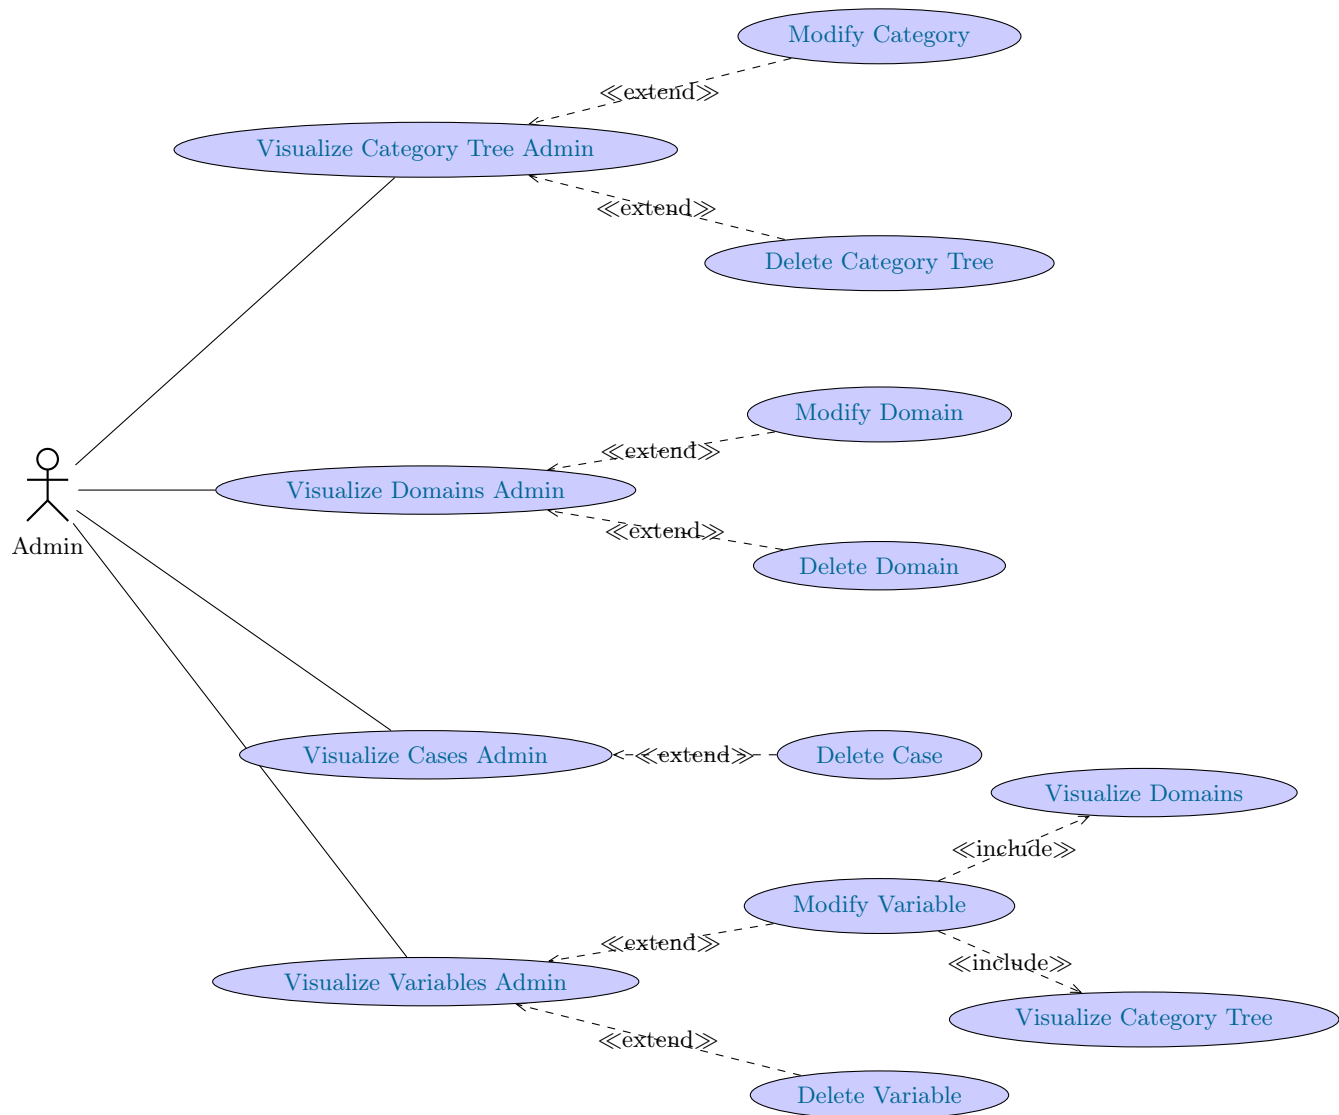 Modify Category
≪extend≫
Visualize Category Tree Admin
≪extend≫
Delete Category Tree
Modify Domain
≪extend≫
Visualize Domains Admin
≪extend≫
Admin
Delete Domain
Visualize Cases Admin
≪extend≫
Delete Case
Visualize Domains
≪include≫
Modify Variable
≪extend≫
≪include≫
Visualize Variables Admin
Visualize Category Tree
≪extend≫
Delete Variable